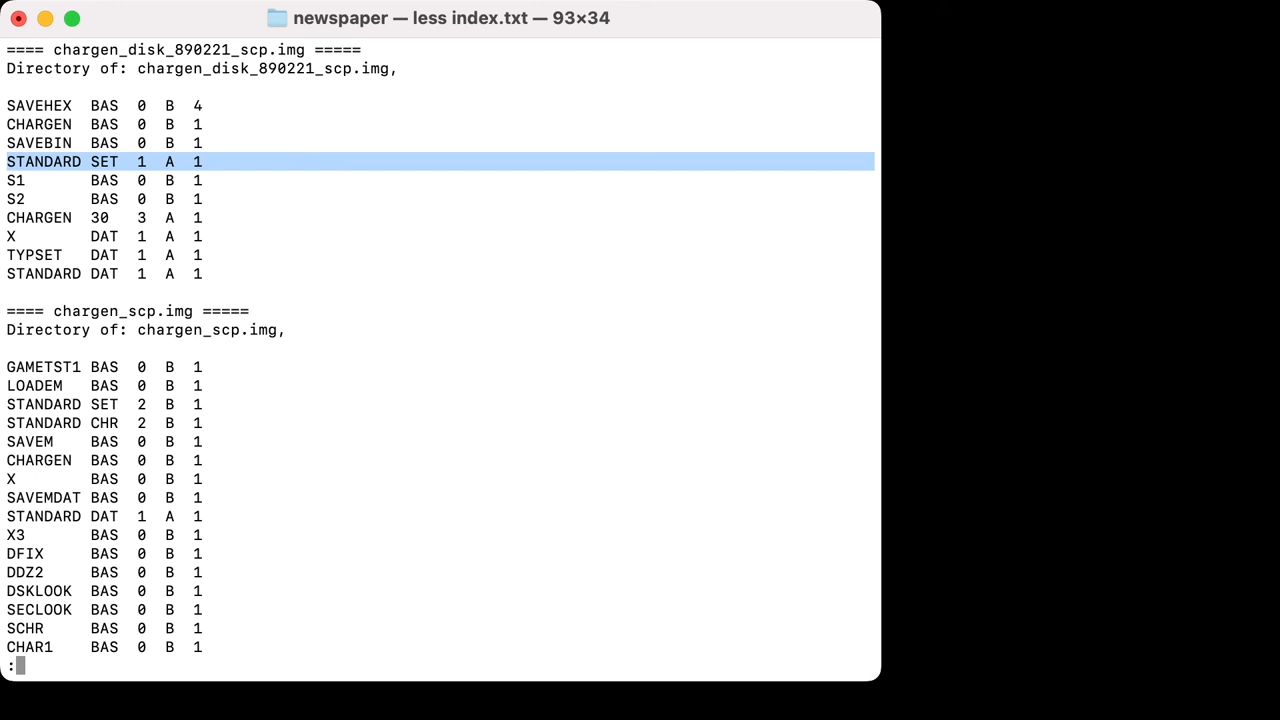 newspaper — less index.txt — 93×34
==== chargen_disk_890221_scp.img =====
Directory of: chargen_disk_890221_scp.img,
SAVEHEX  BAS  0  B  4
CHARGEN  BAS  0  B  1
SAVEBIN  BAS  0  B  1
STANDARD SET  1  A  1
S1       BAS  0  B  1
S2       BAS  0  B  1
CHARGEN  30   3  A  1
X        DAT  1  A  1
TYPSET   DAT  1  A  1
STANDARD DAT  1  A  1
==== chargen_scp.img =====
Directory of: chargen_scp.img,
GAMETST1 BAS  0  B  1
LOADEM   BAS  0  B  1
STANDARD SET  2  B  1
STANDARD CHR  2  B  1
SAVEM    BAS  0  B  1
CHARGEN  BAS  0  B  1
X        BAS  0  B  1
SAVEMDAT BAS  0  B  1
STANDARD DAT  1  A  1
X3       BAS  0  B  1
DFIX     BAS  0  B  1
DDZ2     BAS  0  B  1
DSKLOOK  BAS  0  B  1
SECLOOK  BAS  0  B  1
SCHR     BAS  0  B  1
CHAR1    BAS  0  B  1
: